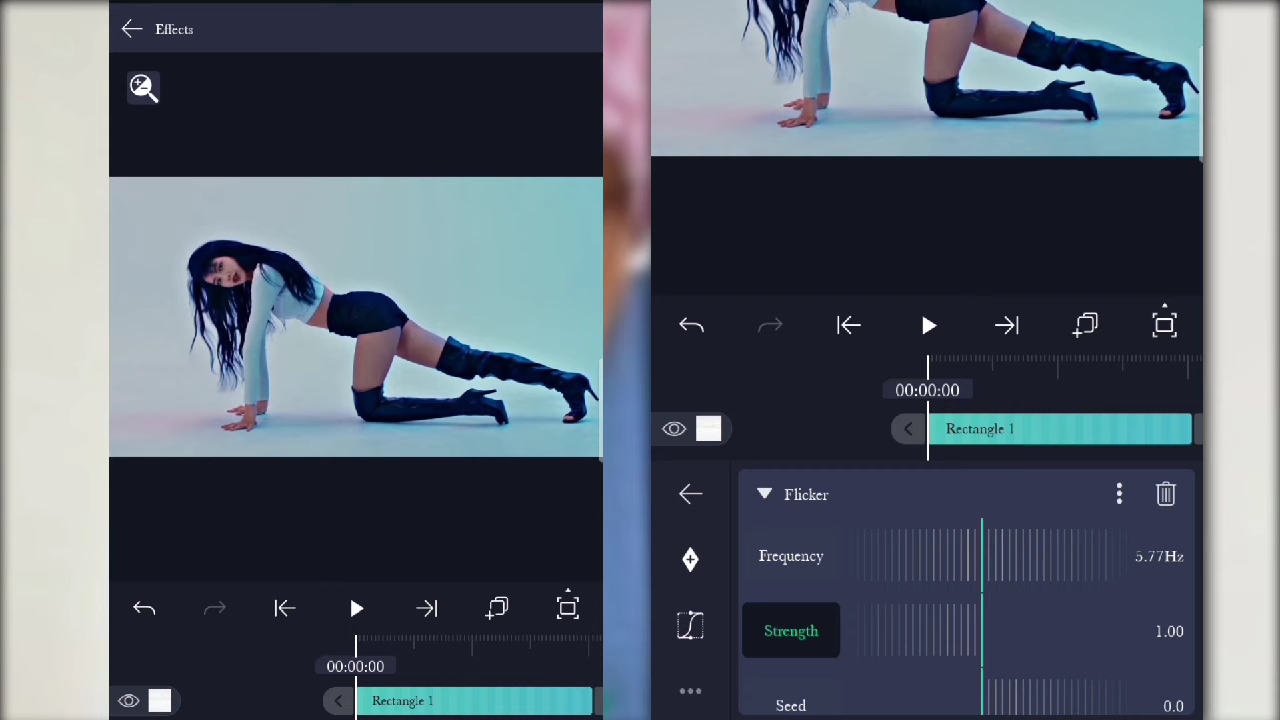 Effects
00:00:00
Rectangle 1
00:00:00
Rectangle 1
Flicker
Frequency 5.77Hz
Strength 1.00
Seed 0.0